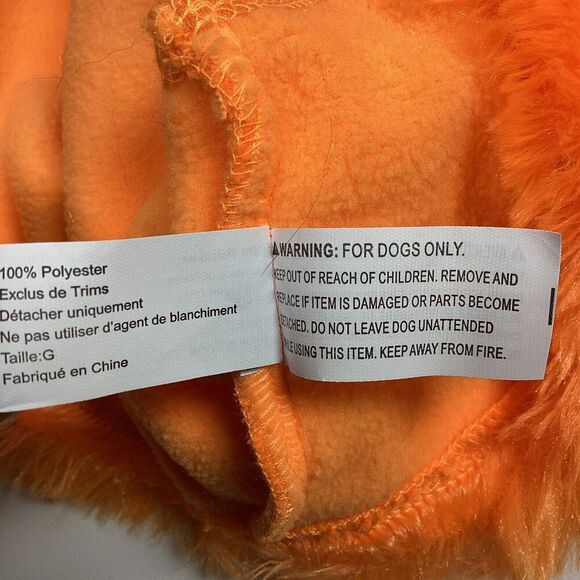 100% Polyester
Exclus de Trims
Détacher uniquement
Ne pas utiliser d'agent de blanchiment
Taille:G
Fabriqué en Chine
⚠WARNING: FOR DOGS ONLY.
KEEP OUT OF REACH OF CHILDREN. REMOVE AND
REPLACE IF ITEM IS DAMAGED OR PARTS BECOME
DETACHED. DO NOT LEAVE DOG UNATTENDED
WHILE USING THIS ITEM. KEEP AWAY FROM FIRE.